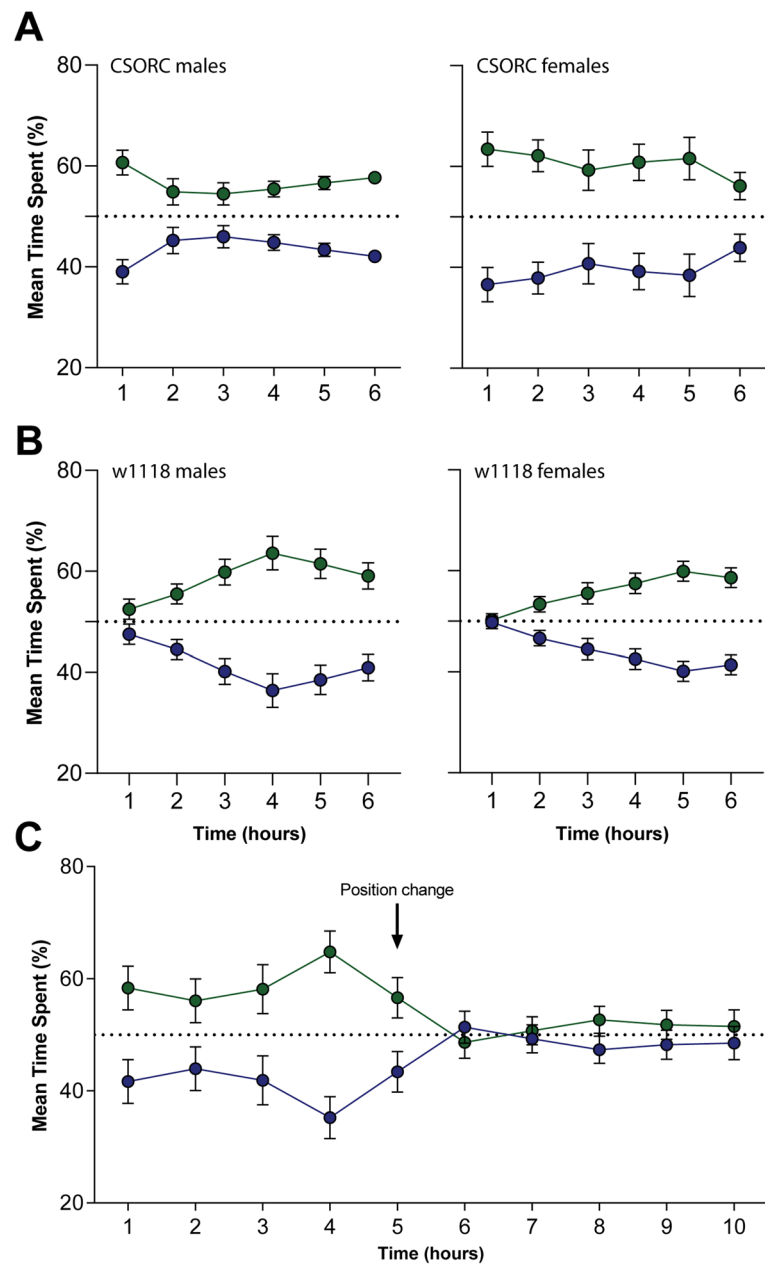 A
CSORC males
CSORC females
Mean Time Spent (%)
80
60
40
20
1 2 3 4 5 6
1 2 3 4 5 6
B
w1118 males
w1118 females
Mean Time Spent (%)
80
60
40
20
1 2 3 4 5 6
1 2 3 4 5 6
Time (hours)
Time (hours)
C
Position change
Mean Time Spent (%)
80
60
40
20
1 2 3 4 5 6 7 8 9 10
Time (hours)